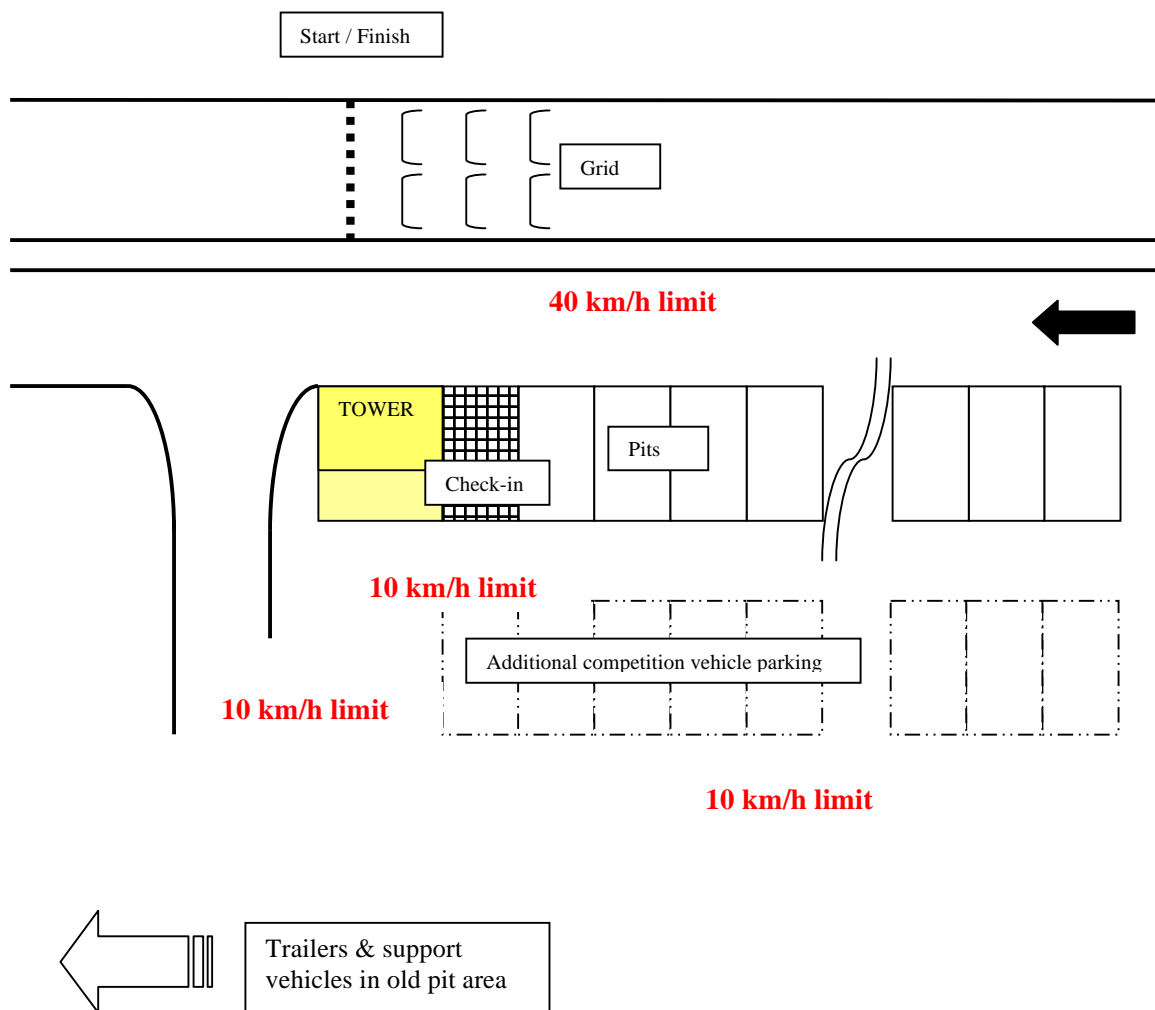 Start / Finish
Grid
40 km/h limit
TOWER
Pits
Check-in
10 km/h limit
Additional competition vehicle parking
10 km/h limit
10 km/h limit
Trailers & support
vehicles in old pit area